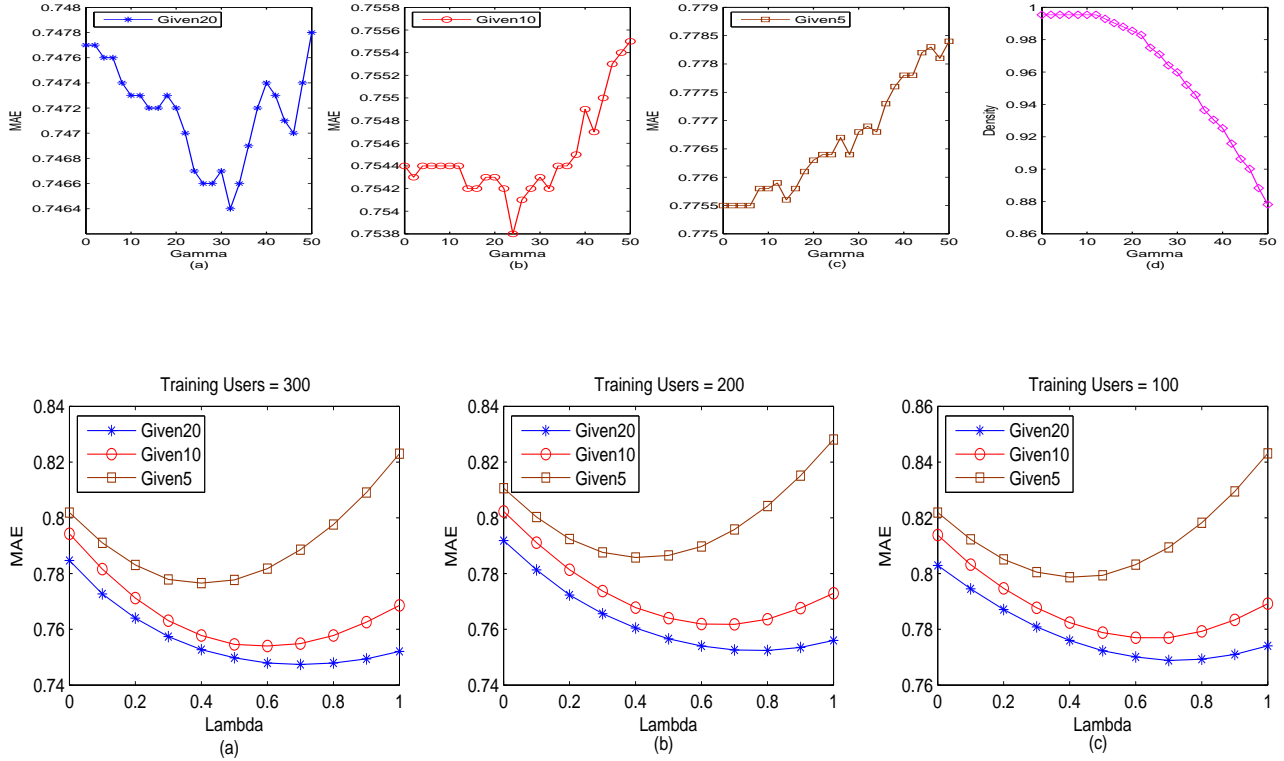 Given20
0.748
0.7478
0.7476
0.7474
0.7472
0.747
0.7468
0.7466
0.7464
MAE
0 10 20 30 40 50
Gamma
(a)
Given10
0.7558
0.7556
0.7554
0.7552
0.755
0.7548
0.7546
0.7544
0.7542
0.754
0.7538
MAE
0 10 20 30 40 50
Gamma
(b)
Given5
0.779
0.7785
0.778
0.7775
0.777
0.7765
0.776
0.7755
0.775
MAE
0 10 20 30 40 50
Gamma
(c)
1
0.98
0.96
0.94
0.92
0.9
0.88
0.86
Density
0 10 20 30 40 50
Gamma
(d)
Training Users = 300
Given20
Given10
Given5
0.84
0.82
0.8
0.78
0.76
0.74
MAE
0 0.2 0.4 0.6 0.8 1
Lambda
(a)
Training Users = 200
Given20
Given10
Given5
0.84
0.82
0.8
0.78
0.76
0.74
MAE
0 0.2 0.4 0.6 0.8 1
Lambda
(b)
Training Users = 100
Given20
Given10
Given5
0.86
0.84
0.82
0.8
0.78
0.76
MAE
0 0.2 0.4 0.6 0.8 1
Lambda
(c)